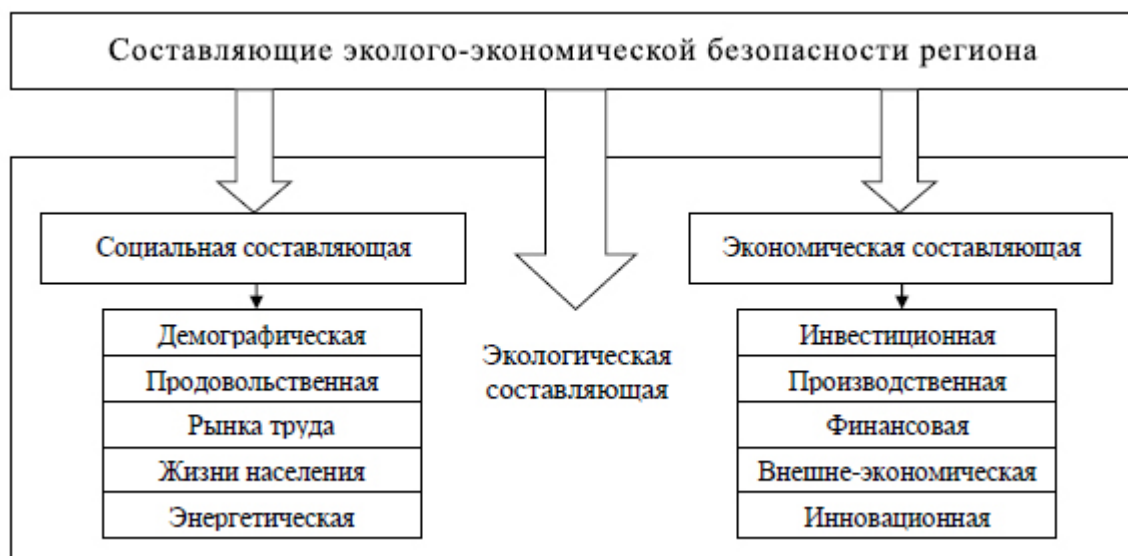 Составляющие эколого-экономической безопасности региона
Социальная составляющая
Демографическая
Продовольственная
Рынка труда
Жизни населения
Энергетическая
Экологическая
составляющая
Экономическая составляющая
Инвестиционная
Производственная
Финансовая
Внешне-экономическая
Инновационная